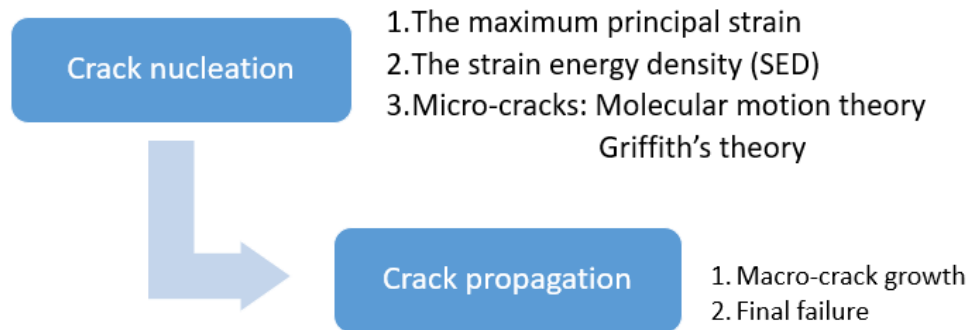 Crack nucleation
1.The maximum principal strain
2.The strain energy density (SED)
3.Micro-cracks: Molecular motion theory
Griffith's theory
Crack propagation
1. Macro-crack growth
2. Final failure